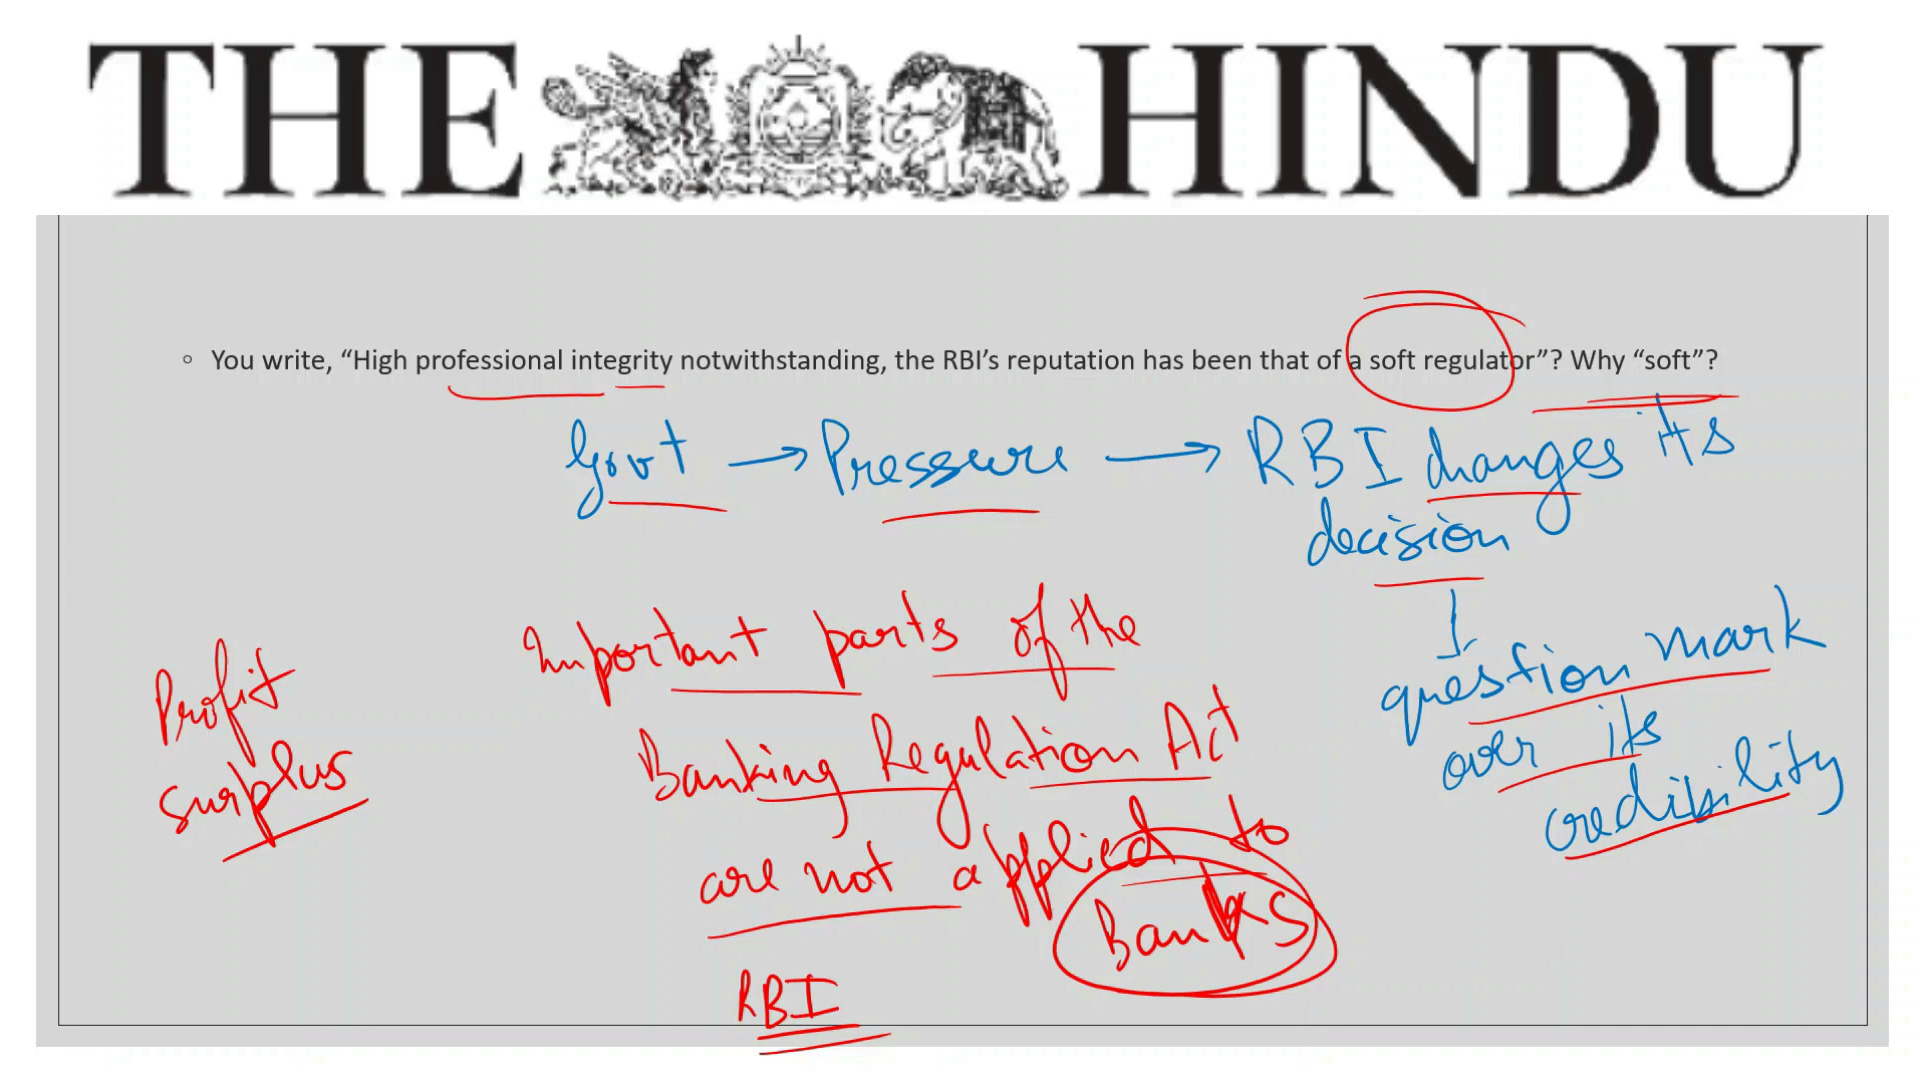 THE HINDU
You write, “High professional integrity notwithstanding, the RBI’s reputation has been that of a soft regulator”? Why “soft”?
Govt → Pressure → RBI changes its
decision
question mark
over its
credibility
Important parts of the
Banking Regulation Act
are not applied to
Banks
RBI
Profit
surplus